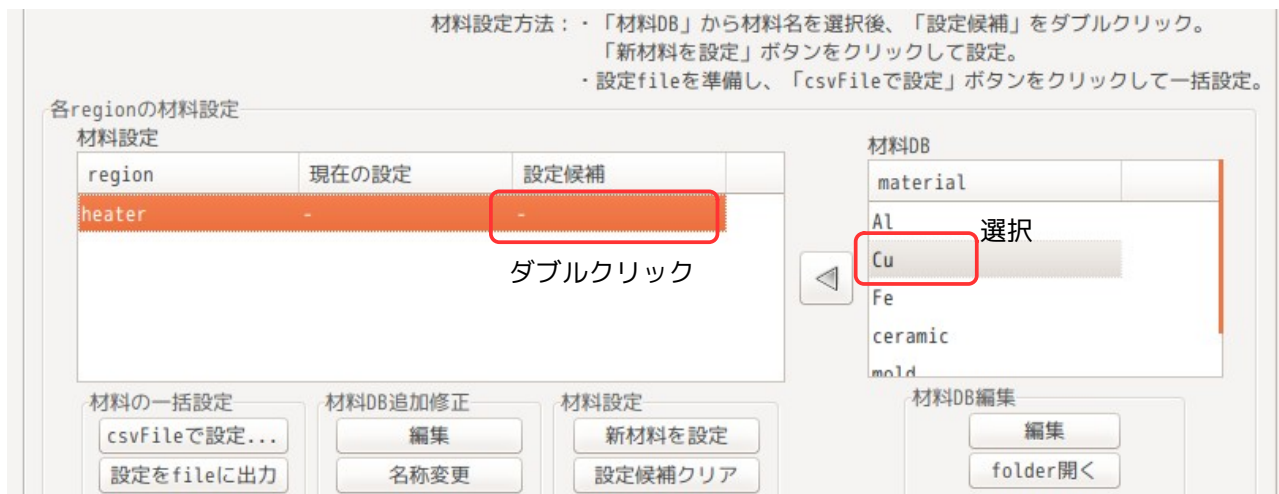 材料設定方法：・「材料DB」から材料名を選択後、「設定候補」をダブルクリック。
「新材料を設定」ボタンをクリックして設定。
・設定fileを準備し、「csvFileで設定」ボタンをクリックして一括設定。
各regionの材料設定
材料設定
region 現在の設定 設定候補
heater - -
ダブルクリック
材料DB
material
Al
選択
Cu
Fe
ceramic
mold
材料の一括設定 材料DB追加修正 材料設定 材料DB編集
csvFileで設定... 編集 新材料を設定 編集
設定をfileに出力 名称変更 設定候補クリア folder開く